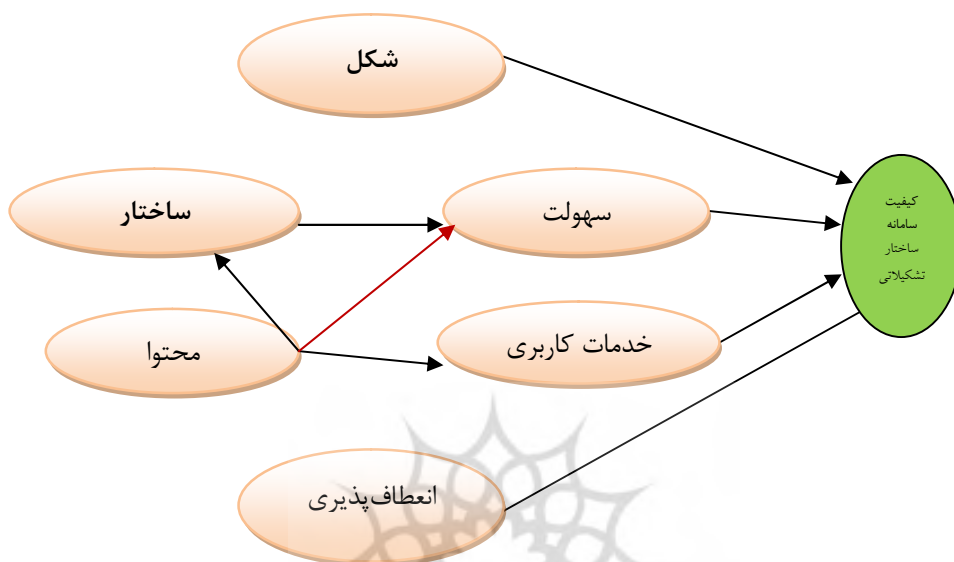 شکل
ساختار
سهولت
کیفیت
سامانه
ساختار
تشکیلاتی
محتوا
خدمات کاربری
انعطاف‌پذیری